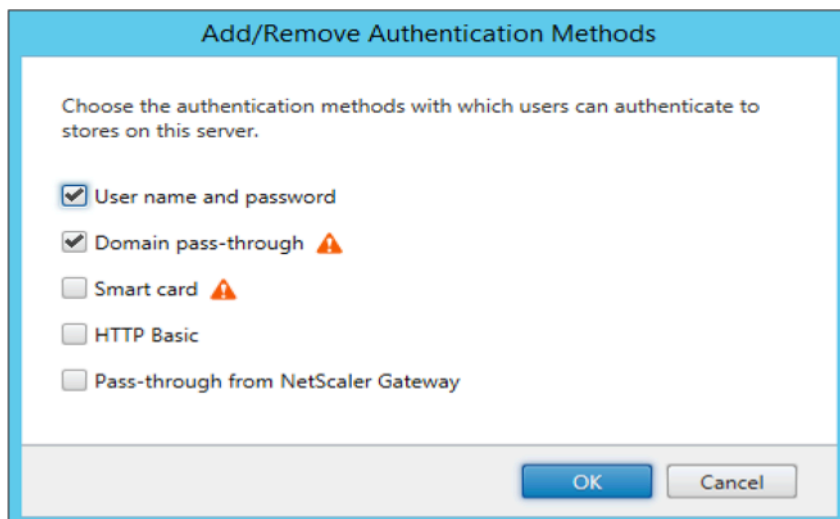 Add/Remove Authentication Methods
Choose the authentication methods with which users can authenticate to
stores on this server.
User name and password
Domain pass-through
Smart card
HTTP Basic
Pass-through from NetScaler Gateway
OK
Cancel